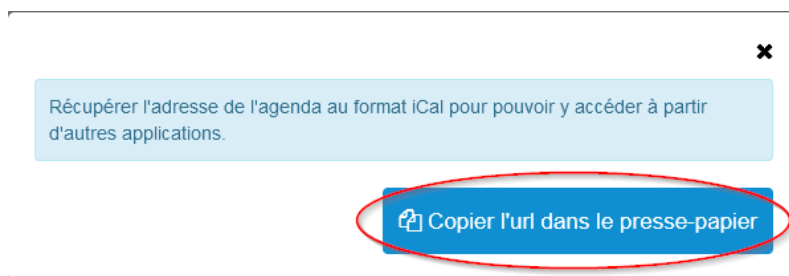 Récupérer l'adresse de l'agenda au format iCal pour pouvoir y accéder à partir
d'autres applications.
Copier l'url dans le presse-papier